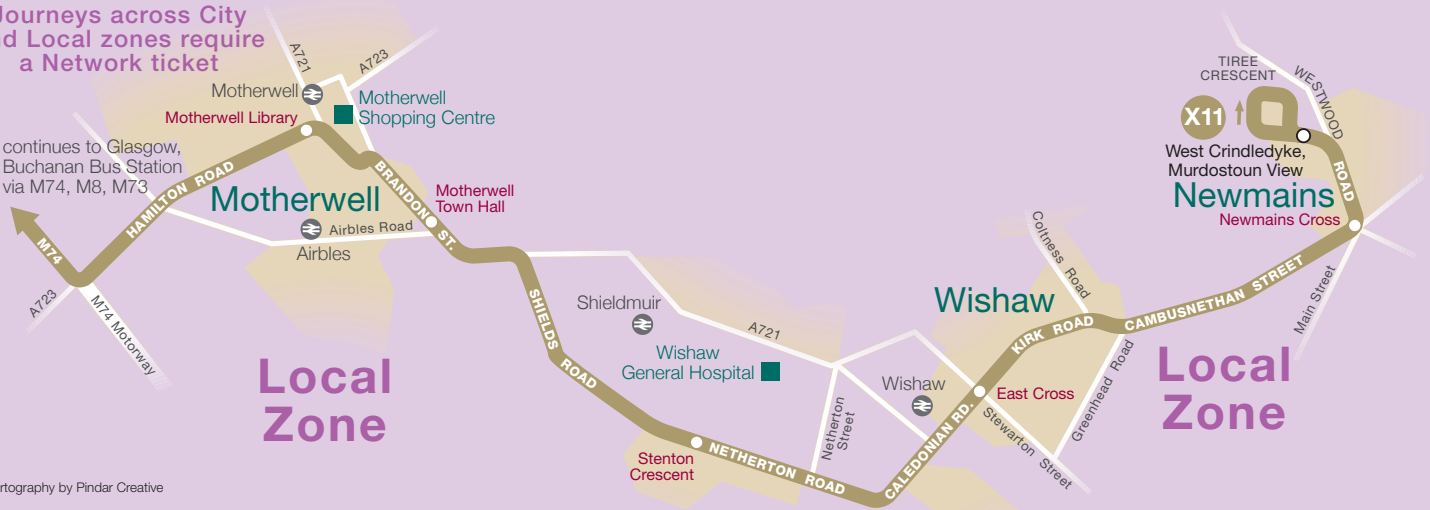 Journeys across City
nd Local zones require
a Network ticket
A721
A723
Motherwell
Motherwell
Shopping Centre
Motherwell Library
continues to Glasgow,
Buchanan Bus Station
via M74, M8, M73
HAMILTON ROAD
Motherwell
BRANDON ST.
Motherwell
Town Hall
Airbles Road
Airbles
M74
A723
M74 Motorway
Local
Zone
SHIELDS ROAD
Shieldmuir
A721
Wishaw
General Hospital
Stenton
Crescent
NETHERTON ROAD
Netherton
Street
Wishaw
CALEDONIAN RD.
East Cross
Stewarton Street
Wishaw
Coltness Road
KIRK ROAD
Greenhead Road
CAMBUSNETHAN STREET
Main Street
Local
Zone
TIREE
CRESCENT
WESTWOOD ROAD
X11
West Crindledyke,
Murdostoun View
Newmains
Newmains Cross
rtography by Pindar Creative